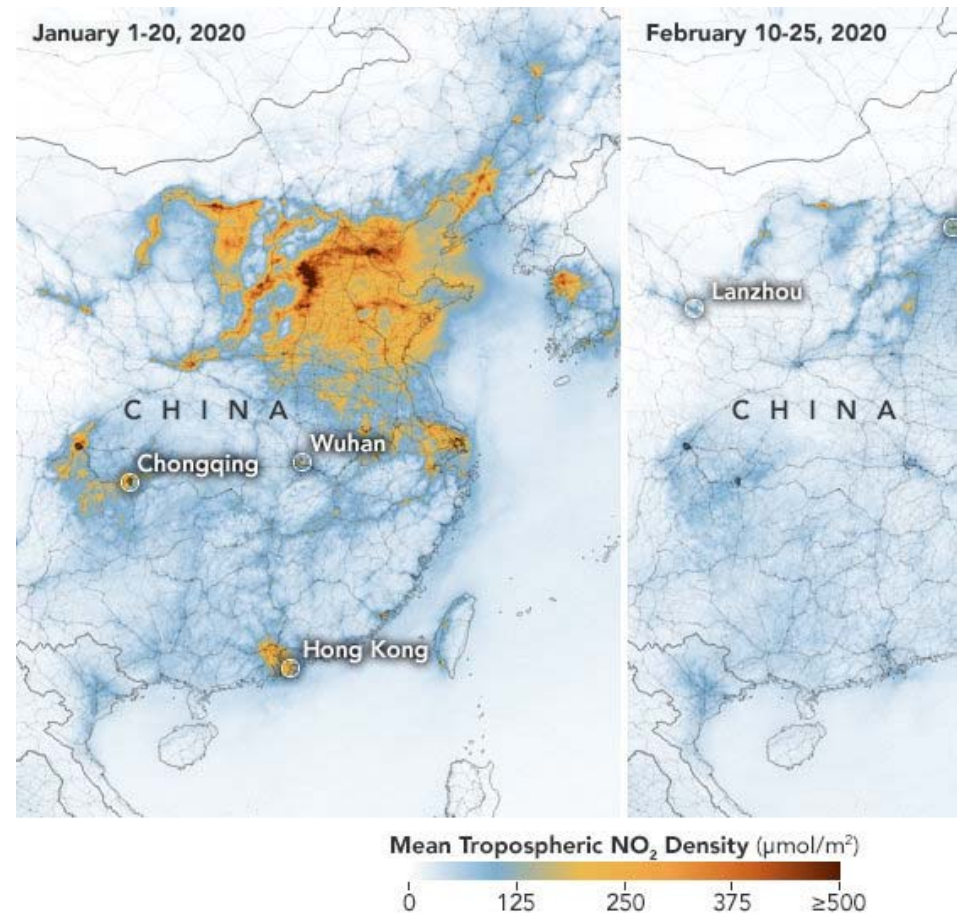 January 1-20, 2020
February 10-25, 2020
Lanzhou
CHINA
CHINA
Wuhan
Chongqing
Hong Kong
Mean Tropospheric NO₂ Density (µmol/m²)
0 125 250 375 ≥500